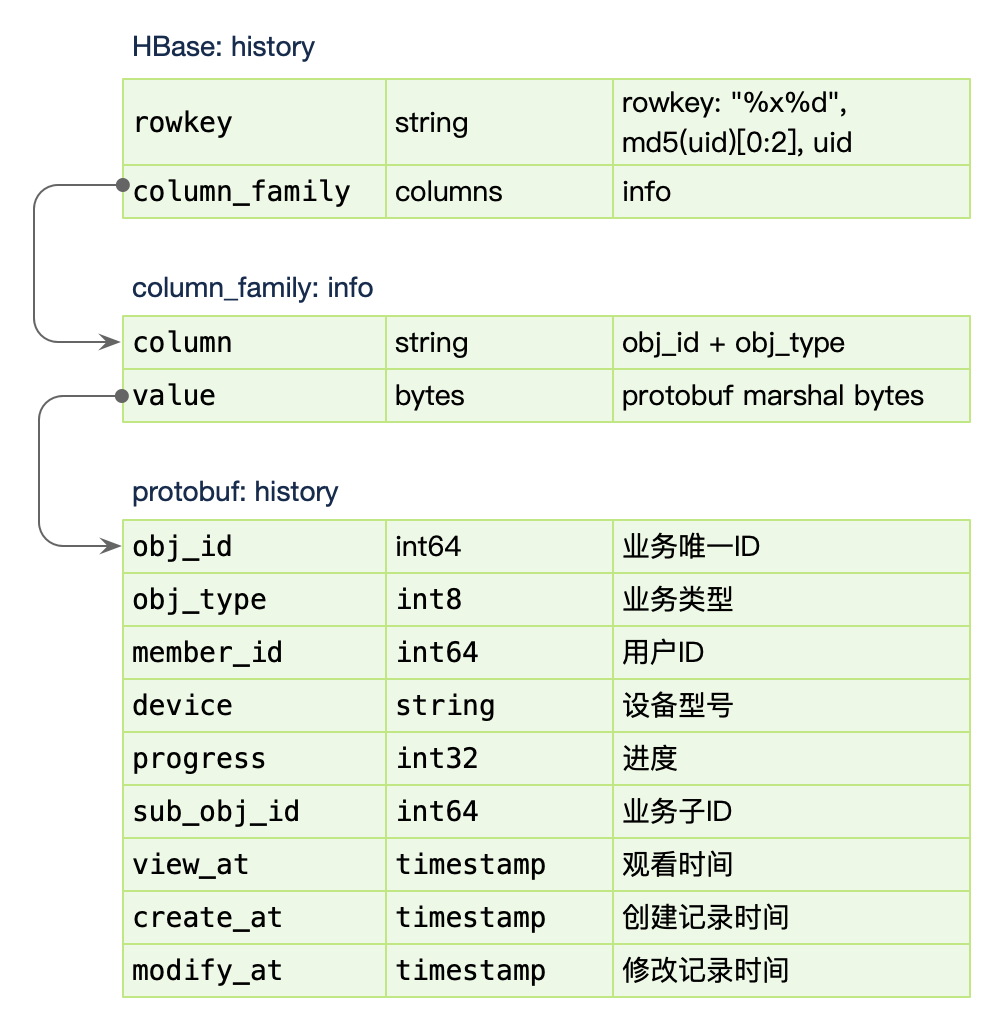 HBase: history
rowkey string rowkey: "%x%d",
md5(uid)[0:2], uid
column_family columns info
column_family: info
column string obj_id + obj_type
value bytes protobuf marshal bytes
protobuf: history
obj_id int64 业务唯一ID
obj_type int8 业务类型
member_id int64 用户ID
device string 设备型号
progress int32 进度
sub_obj_id int64 业务子ID
view_at timestamp 观看时间
create_at timestamp 创建记录时间
modify_at timestamp 修改记录时间